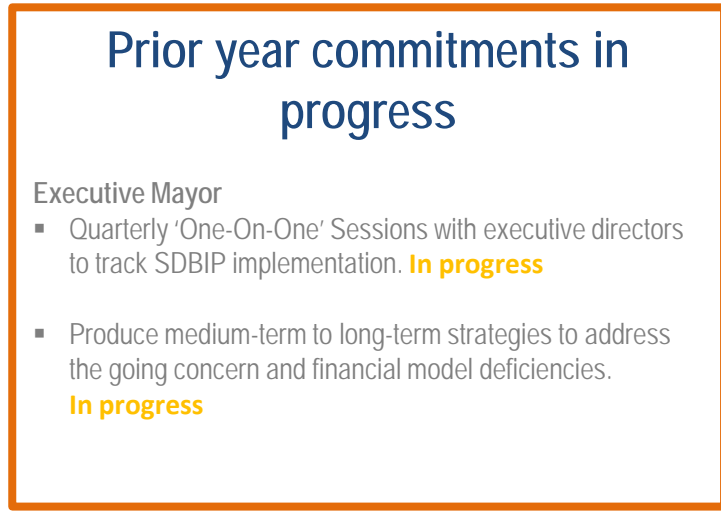 Prior year commitments in
progress
Executive Mayor
▪ Quarterly ‘One-On-One’ Sessions with executive directors
to track SDBIP implementation. In progress
▪ Produce medium-term to long-term strategies to address
the going concern and financial model deficiencies.
In progress